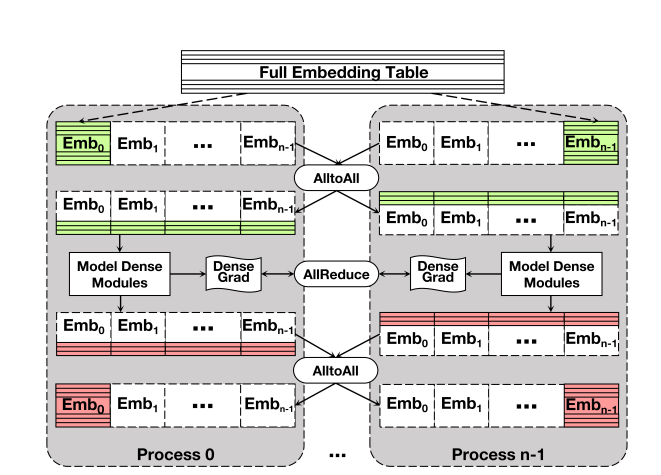 Full Embedding Table
Emb0 Emb1 ... Embn-1 Emb0 Emb1 ... Embn-1
AlltoAll
Emb0 Emb1 ... Embn-1 Emb0 Emb1 ... Embn-1
Model Dense Modules
Dense Grad
AllReduce
Dense Grad
Model Dense Modules
Emb0 Emb1 ... Embn-1 Emb0 Emb1 ... Embn-1
AlltoAll
Emb0 Emb1 ... Embn-1 Emb0 Emb1 ... Embn-1
Process 0 ... Process n-1